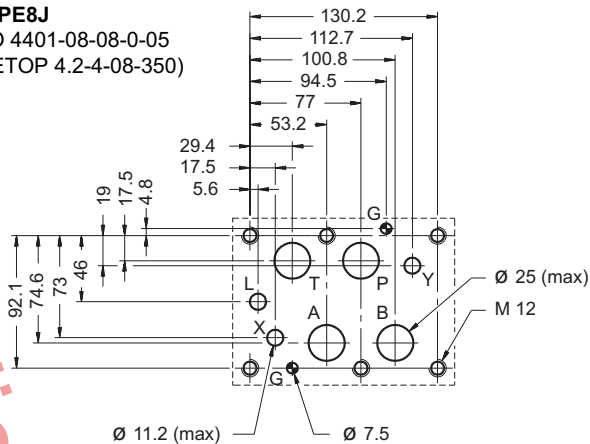 PE8J
4401-08-08-0-05
ETOP 4.2-4-08-350)
130.2
112.7
100.8
94.5
77
53.2
29.4
17.5
5.6
19
17.5
4.8
G
92.1
74.6
73
46
L
T
P
Y
X
A
B
G
Ø 25 (max)
M 12
Ø 11.2 (max)
Ø 7.5